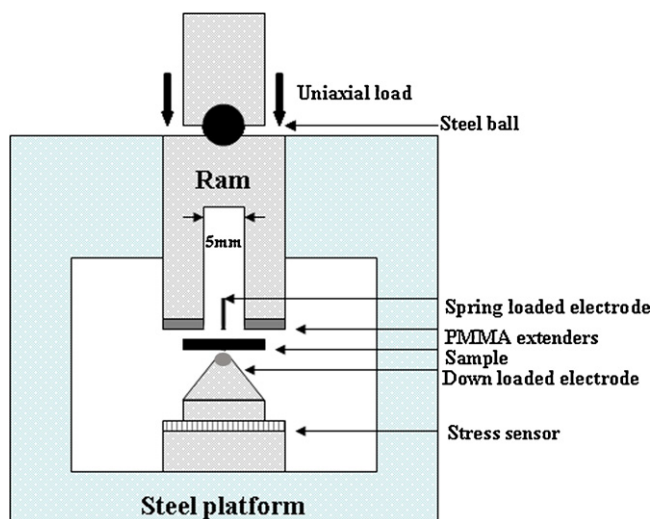 Uniaxial load
Steel ball
Ram
5mm
Spring loaded electrode
PMMA extenders
Sample
Down loaded electrode
Stress sensor
Steel platform